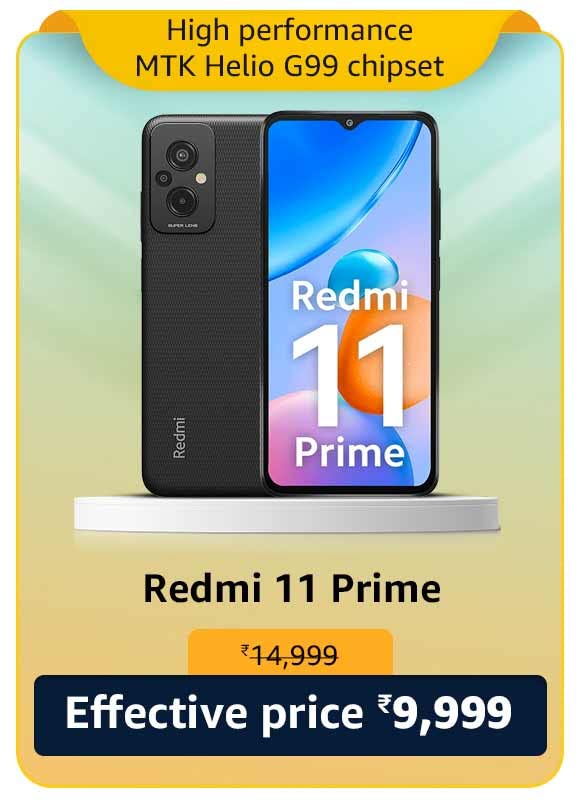 High performance
MTK Helio G99 chipset
SUPER LENS
Redmi
Redmi
11
Prime
Redmi 11 Prime
₹14,999
Effective price ₹9,999